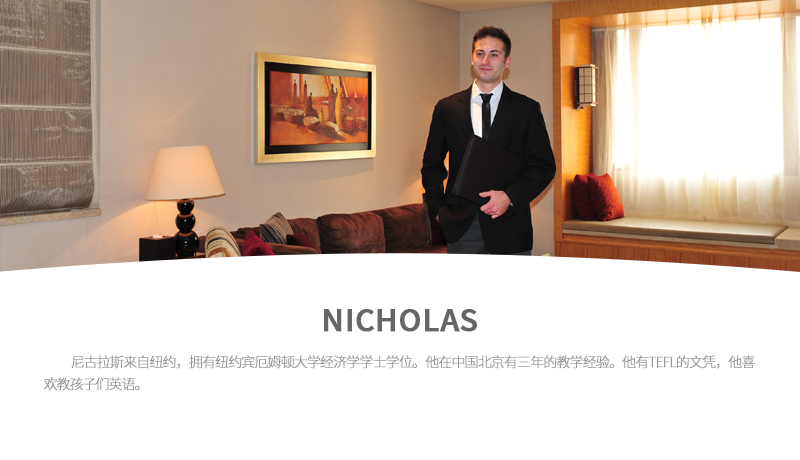 NICHOLAS
尼古拉斯来自纽约，拥有纽约宾厄姆顿大学经济学学士学位。他在中国北京有三年的教学经验。他有TEFL的文凭，他喜
欢教孩子们英语。